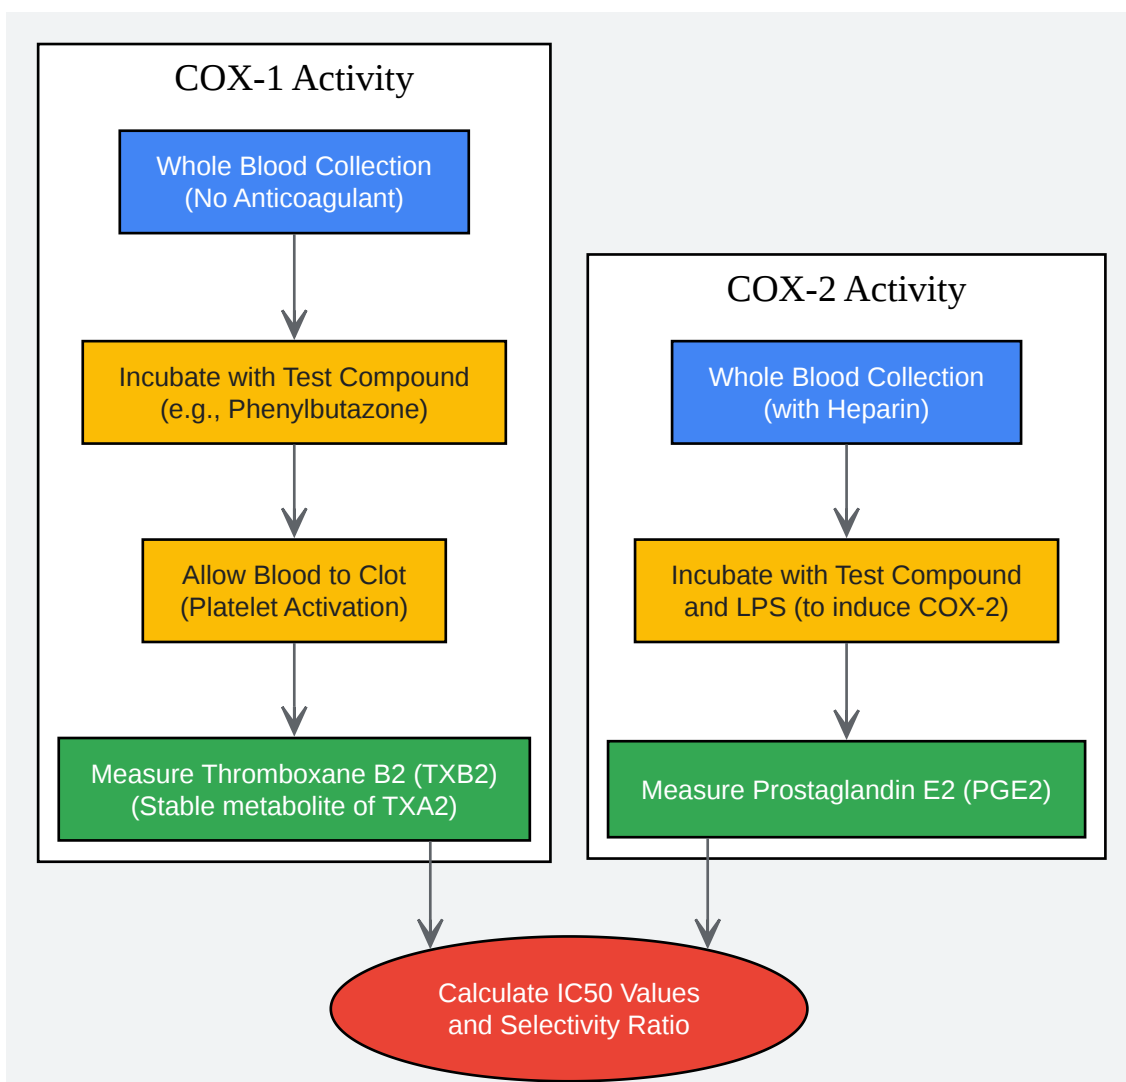 COX-1 Activity
Whole Blood Collection
(No Anticoagulant)
Incubate with Test Compound
(e.g., Phenylbutazone)
Allow Blood to Clot
(Platelet Activation)
Measure Thromboxane B2 (TXB2)
(Stable metabolite of TXA2)
COX-2 Activity
Whole Blood Collection
(with Heparin)
Incubate with Test Compound
and LPS (to induce COX-2)
Measure Prostaglandin E2 (PGE2)
Calculate IC50 Values
and Selectivity Ratio